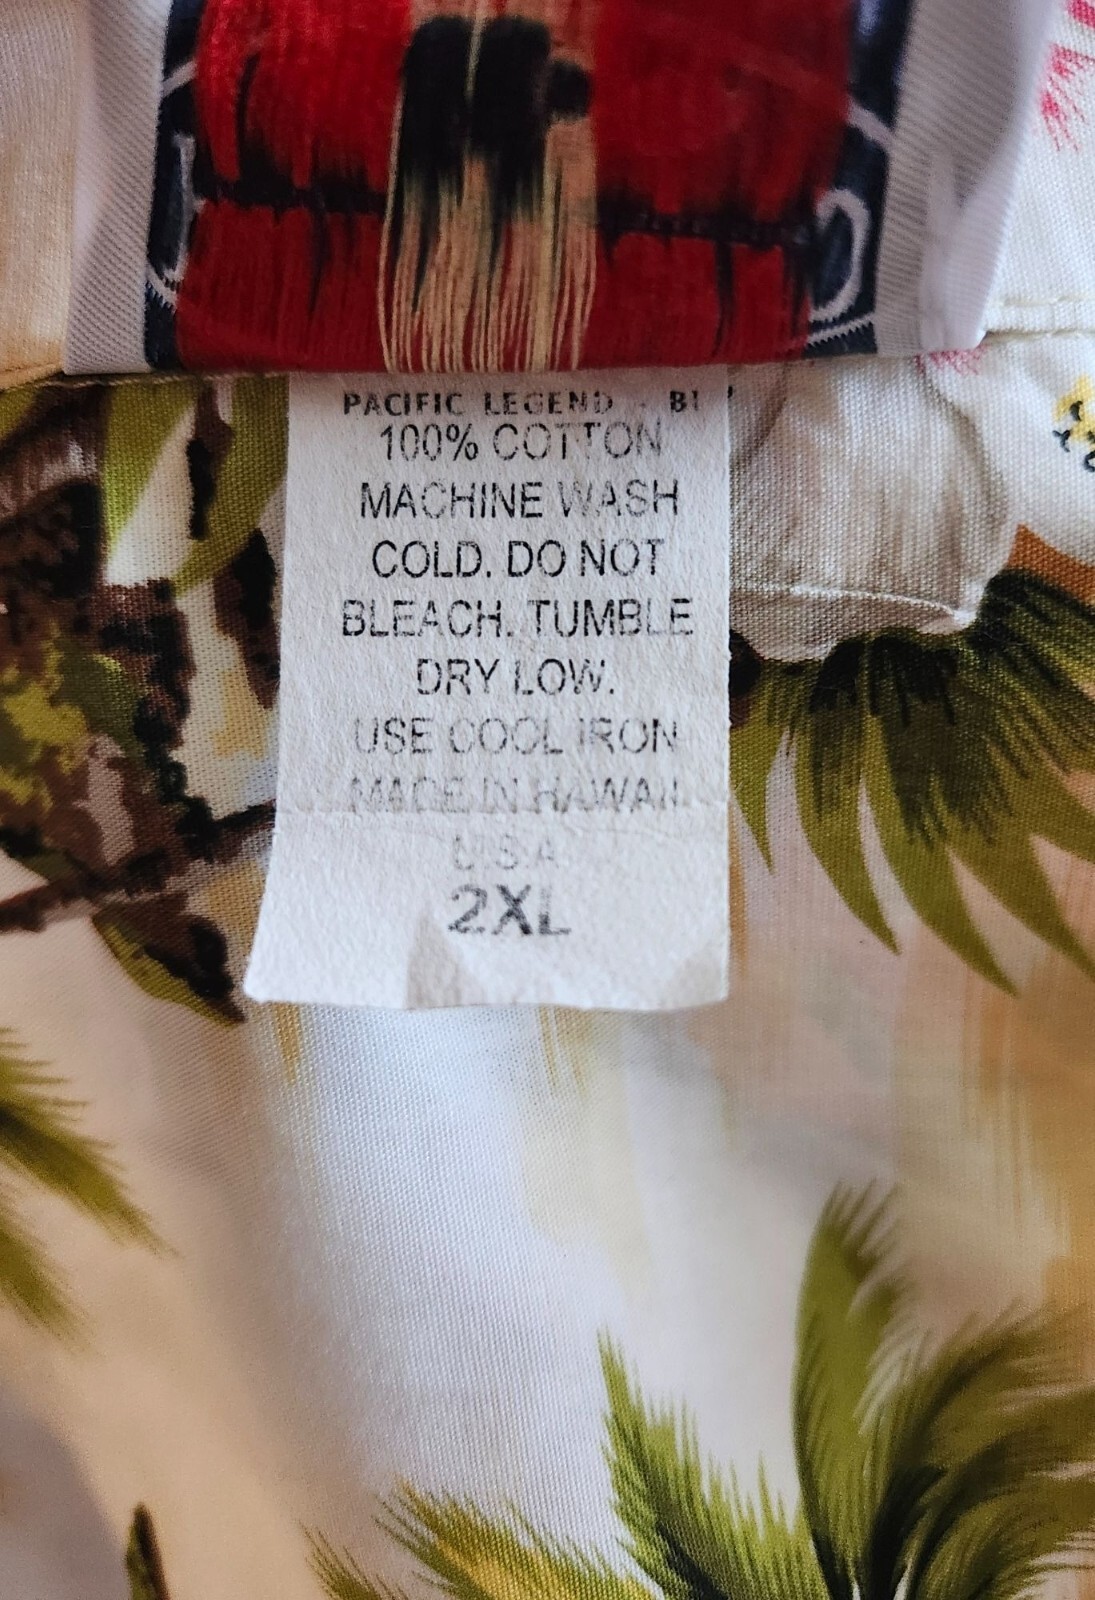 PACIFIC LEGEND
100% COTTON
MACHINE WASH
COLD. DO NOT
BLEACH. TUMBLE
DRY LOW.
USE COOL IRON
MADE IN HAWAII
U.S.A.
2XL